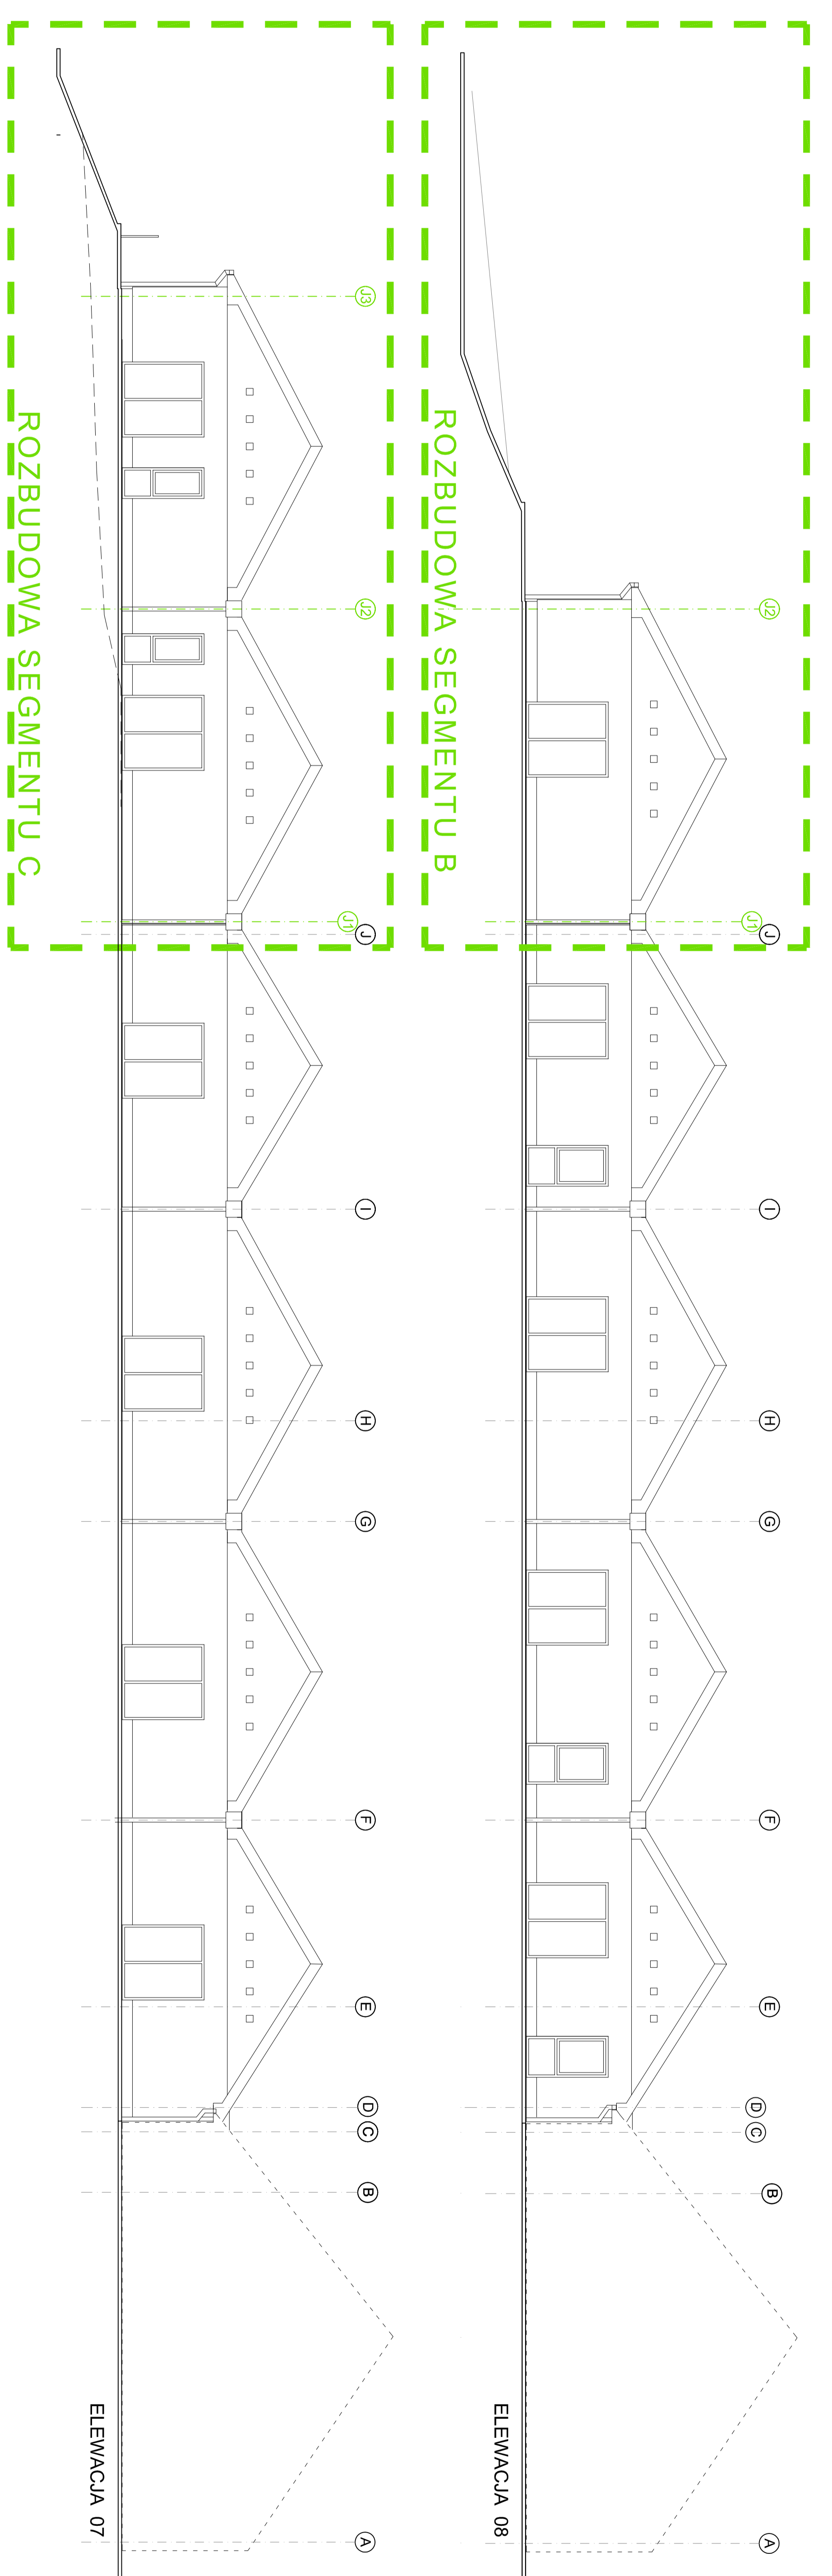 J3
J2
J1
J
I
H
G
F
E
D
C
B
A
ROZBUDOWA SEGMENTU C
ELEWACJA 07
J2
J1
J
I
H
G
F
E
D
C
B
A
ROZBUDOWA SEGMENTU B
ELEWACJA 08